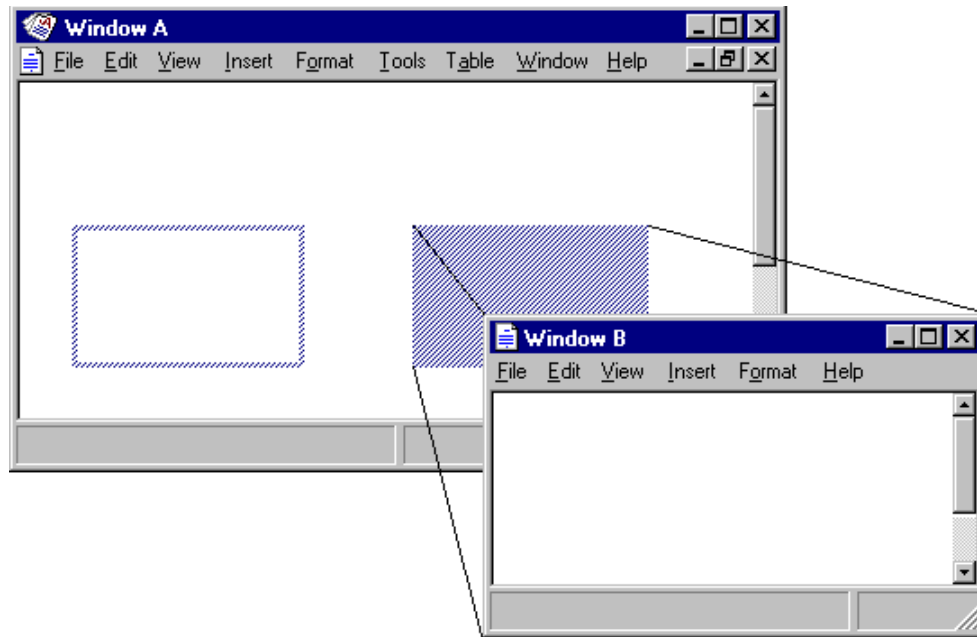 Window A
File Edit View Insert Format Tools Table Window Help
Window B
File Edit View Insert Format Help